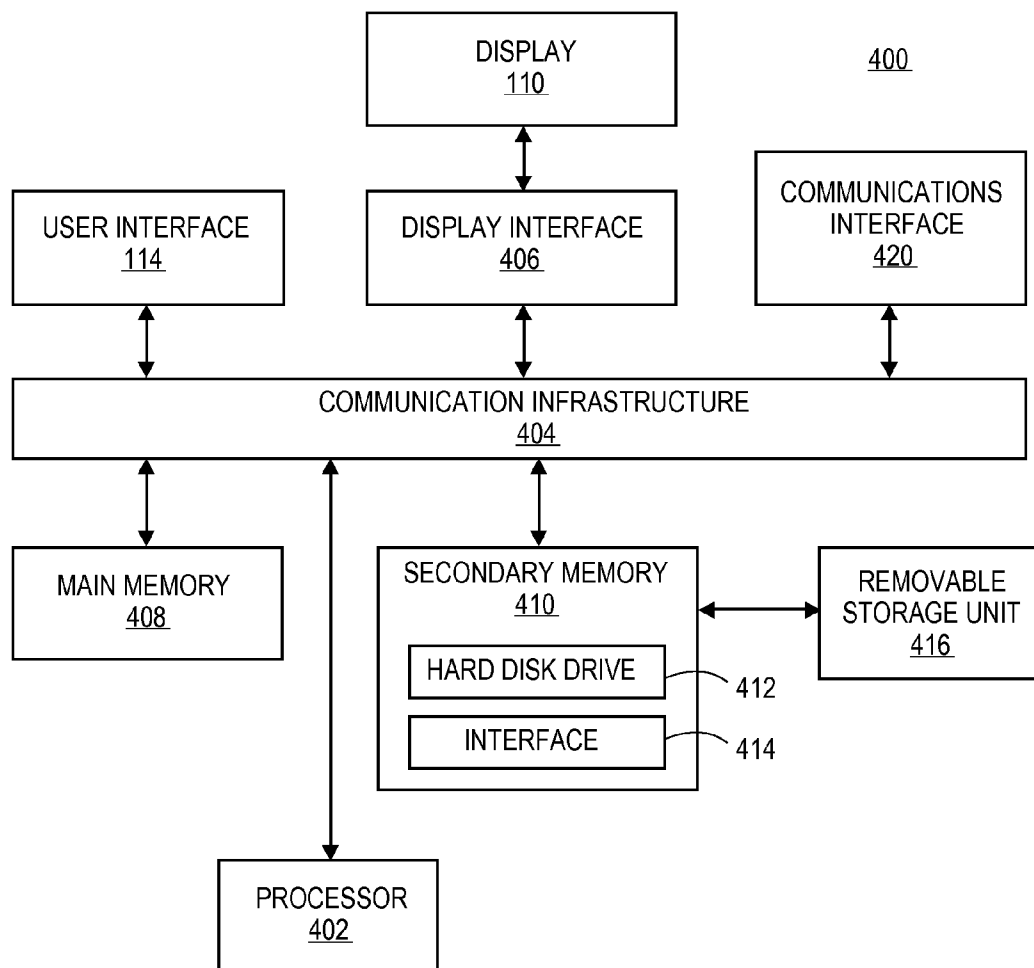 DISPLAY
110
400
USER INTERFACE
114
DISPLAY INTERFACE
406
COMMUNICATIONS
INTERFACE
420
COMMUNICATION INFRASTRUCTURE
404
MAIN MEMORY
408
SECONDARY MEMORY
410
HARD DISK DRIVE
412
INTERFACE
414
REMOVABLE
STORAGE UNIT
416
PROCESSOR
402